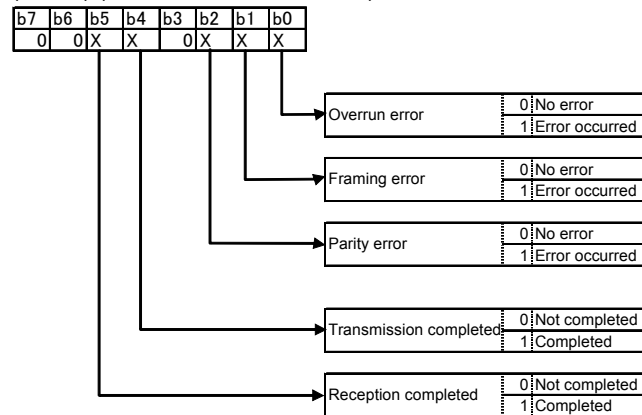 b7 b6 b5 b4 b3 b2 b1 b0
0 0 X X 0 X X X
Overrun error 0 No error
1 Error occurred
Framing error 0 No error
1 Error occurred
Parity error 0 No error
1 Error occurred
Transmission completed 0 Not completed
1 Completed
Reception completed 0 Not completed
1 Completed